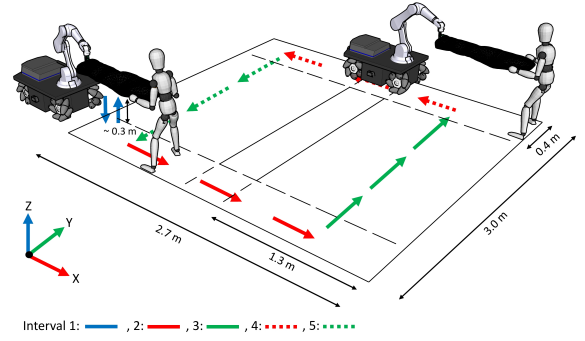 ~ 0.3 m
0.4 m
3.0 m
2.7 m
1.3 m
Z
Y
X
Interval 1: , 2: , 3: , 4: , 5: